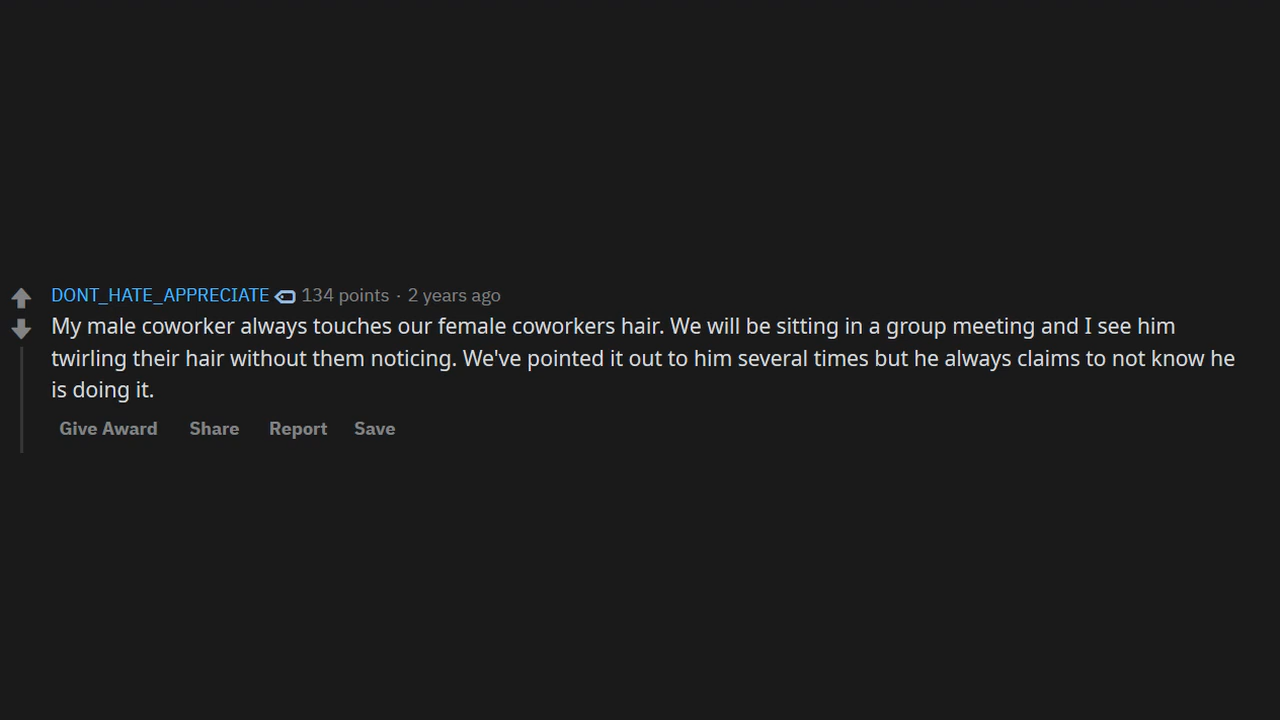 DONT_HATE_APPRECIATE 134 points · 2 years ago
My male coworker always touches our female coworkers hair. We will be sitting in a group meeting and I see him
twirling their hair without them noticing. We've pointed it out to him several times but he always claims to not know he
is doing it.
Give Award Share Report Save